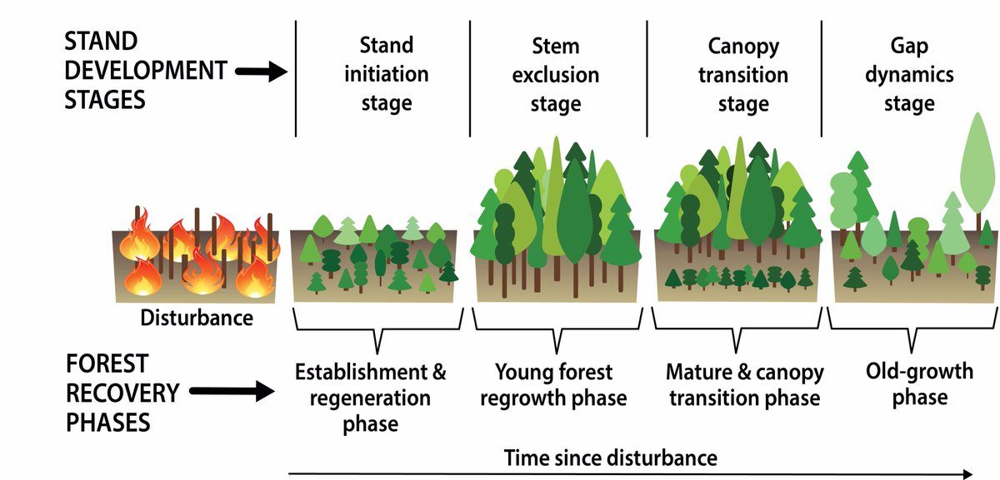 STAND
DEVELOPMENT
STAGES
Stand
initiation
stage
Stem
exclusion
stage
Canopy
transition
stage
Gap
dynamics
stage
Disturbance
FOREST
RECOVERY
PHASES
Establishment &
regeneration
phase
Young forest
regrowth phase
Mature & canopy
transition phase
Old-growth
phase
Time since disturbance